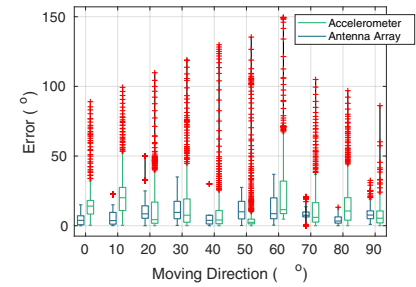 150
100
50
0
Error ( °)
Accelerometer
Antenna Array
0 10 20 30 40 50 60 70 80 90
Moving Direction ( °)